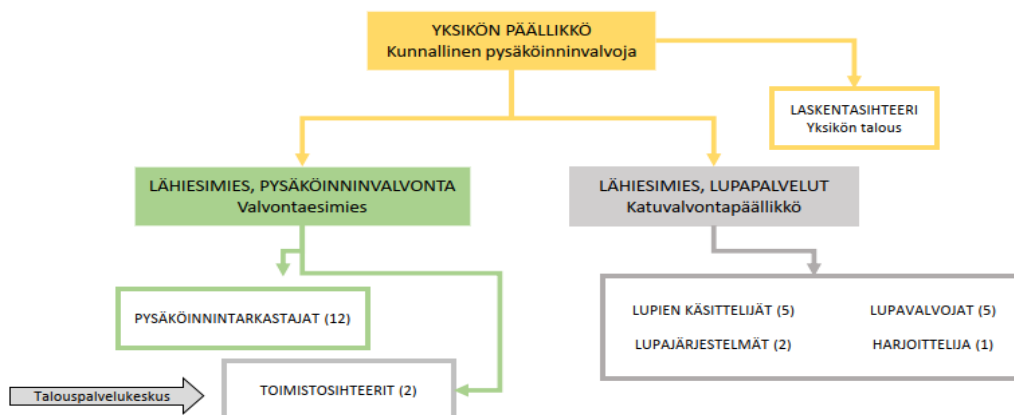 YKSIKÖN PÄÄLLIKKÖ
Kunnallinen pysäköinninvalvoja
LASKENTASIHTEERI
Yksikön talous
LÄHIESIMIES, PYSÄKÖINNINVALVONTA
Valvontaesimies
LÄHIESIMIES, LUPAPALVELUT
Katuvalvontapäällikkö
PYSÄKÖINNINTARKASTAJAT (12)
LUPIEN KÄSITTELIJÄT (5)
LUPAVALVOJAT (5)
LUPAJÄRJESTELMÄT (2)
HARJOITTELIJA (1)
Talouspalvelukeskus
TOIMISTOSIHTEERIT (2)